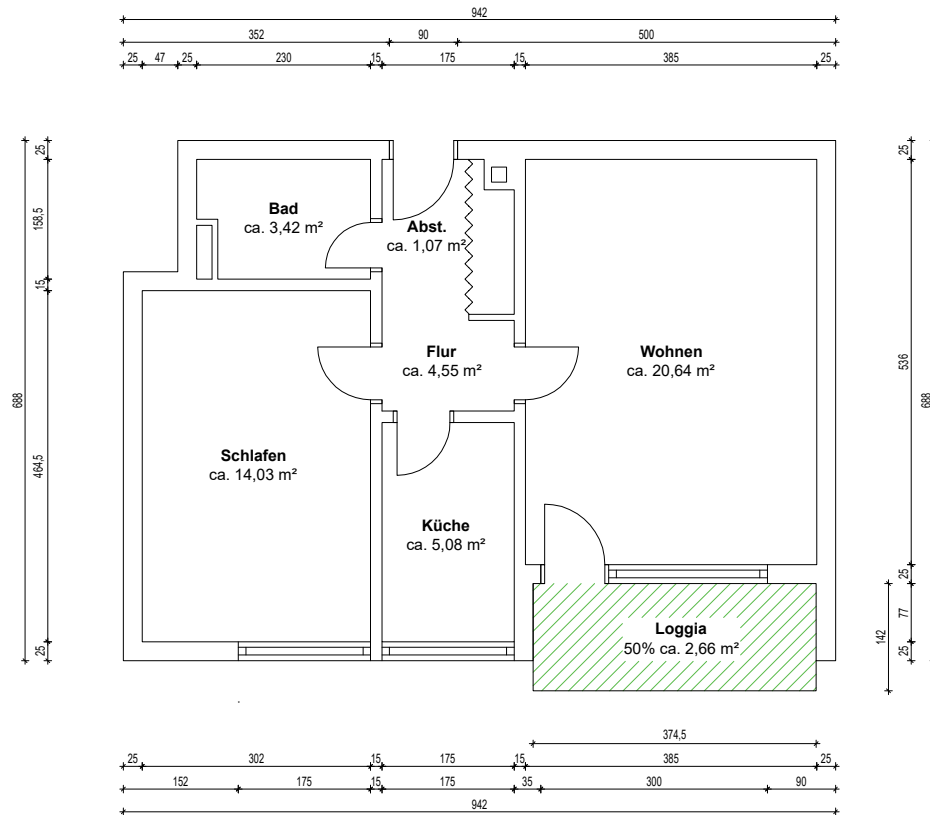 942
352 90 500
25 47 25 230 15 175 15 385 25
25
158,5
15
688
464,5
25
Bad
ca. 3,42 m²
Abst.
ca. 1,07 m²
Flur
ca. 4,55 m²
Wohnen
ca. 20,64 m²
Schlafen
ca. 14,03 m²
Küche
ca. 5,08 m²
Loggia
50% ca. 2,66 m²
25
536
688
25
77
142
25
374,5
25 302 15 175 15 385 25
152 175 15 175 35 300 90
942